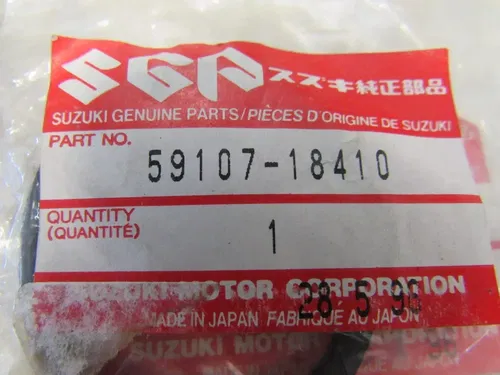 SGP スズキ純正部品
SUZUKI GENUINE PARTS/PIÈCES D'ORIGINE DE SUZUKI
PART NO.
59107-18410
QUANTITY
(QUANTITÉ)
1
SUZUKI MOTOR CORPORATION
28.5.9
MADE IN JAPAN FABRIQUÉ AU JAPON
SUZUKI MOTOR